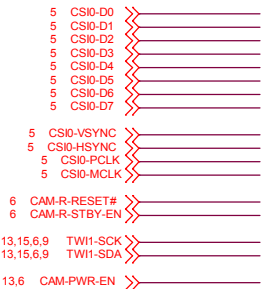 5 CSI0-D0
5 CSI0-D1
5 CSI0-D2
5 CSI0-D3
5 CSI0-D4
5 CSI0-D5
5 CSI0-D6
5 CSI0-D7
5 CSI0-VSYNC
5 CSI0-HSYNC
5 CSI0-PCLK
5 CSI0-MCLK
6 CAM-R-RESET#
6 CAM-R-STBY-EN
13,15,6,9 TWI1-SCK
13,15,6,9 TWI1-SDA
13,6 CAM-PWR-EN